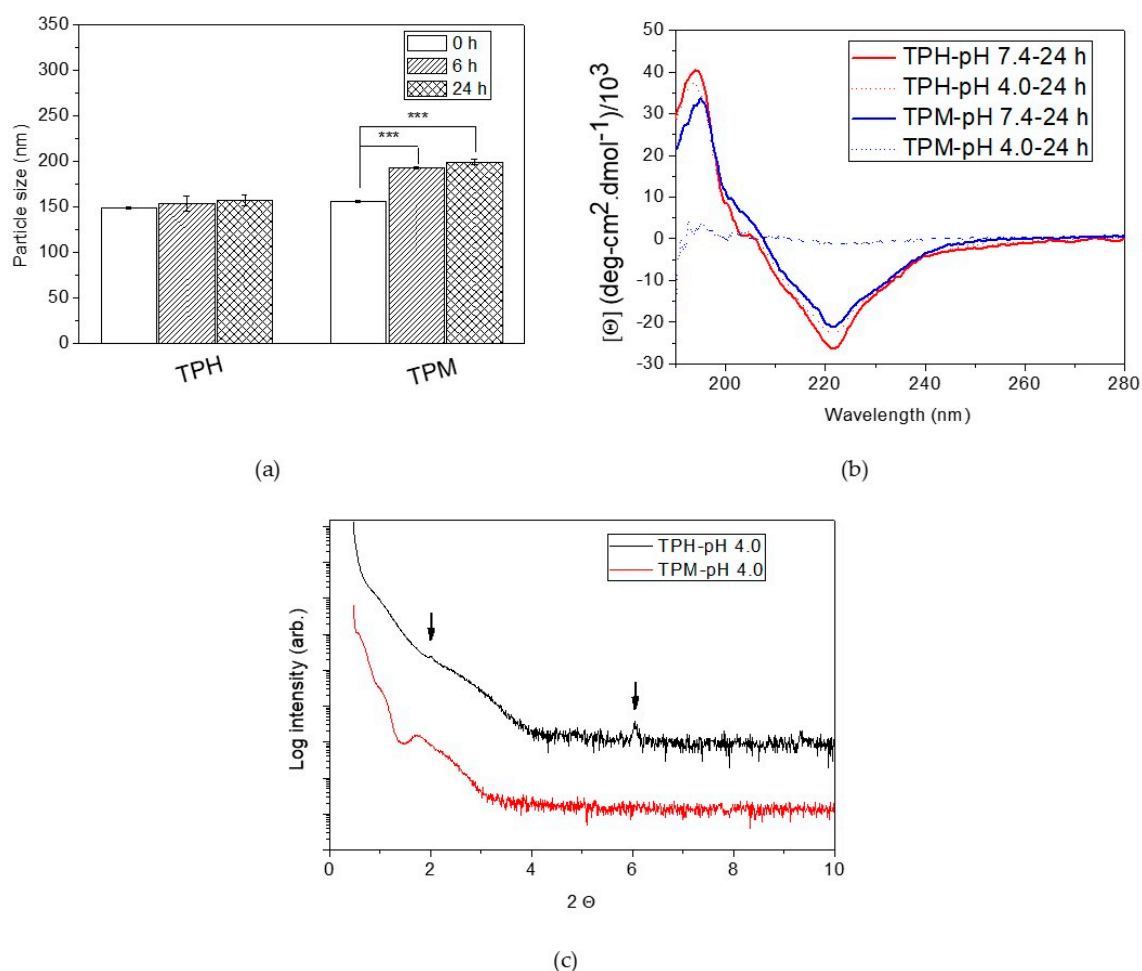 350
300
250
200
150
100
50
0
Particle size (nm)
0 h
6 h
24 h
***
***
TPH
TPM
(a)
50
40
30
20
10
0
-10
-20
-30
[Θ] (deg-cm².dmol⁻¹)/10³
TPH-pH 7.4-24 h
TPH-pH 4.0-24 h
TPM-pH 7.4-24 h
TPM-pH 4.0-24 h
200 220 240 260 280
Wavelength (nm)
(b)
Log intensity (arb.)
TPH-pH 4.0
TPM-pH 4.0
0 2 4 6 8 10
2 Θ
(c)